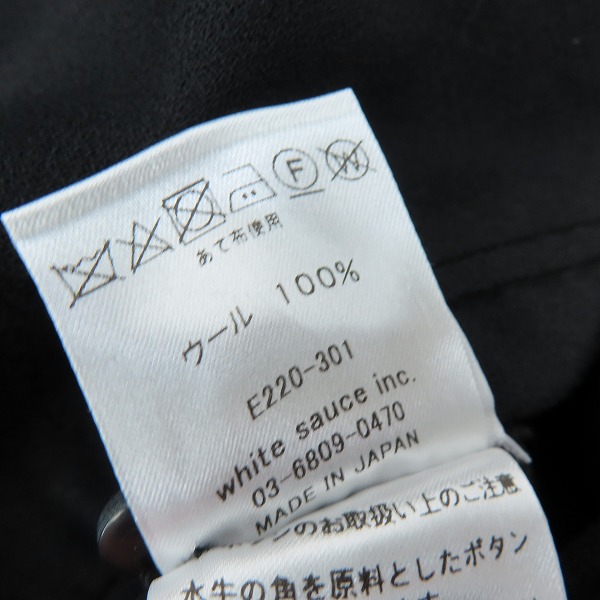 F W
あて布使用
ウール 100%
E220-301
white sauce inc.
03-6809-0470
MADE IN JAPAN
のお取扱い上のご注意
水牛の角を原料としたボタン